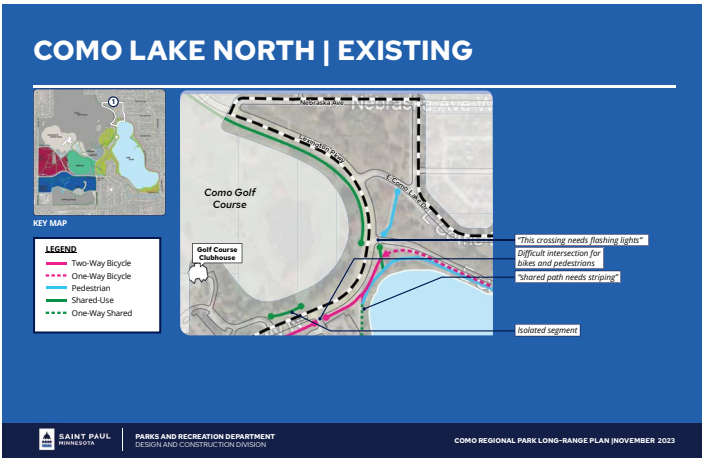 COMO LAKE NORTH | EXISTING
1
KEY MAP
LEGEND
Two-Way Bicycle
One-Way Bicycle
Pedestrian
Shared-Use
One-Way Shared
Nebraska Ave
Nebraska Ave W
Lexington Pkwy
E Como Lake Dr
Como Golf
Course
Golf Course
Clubhouse
"This crossing needs flashing lights"
Difficult intersection for
bikes and pedestrians
"shared path needs striping"
Isolated segment
SAINT PAUL
MINNESOTA
PARKS AND RECREATION DEPARTMENT
DESIGN AND CONSTRUCTION DIVISION
COMO REGIONAL PARK LONG-RANGE PLAN |NOVEMBER 2023